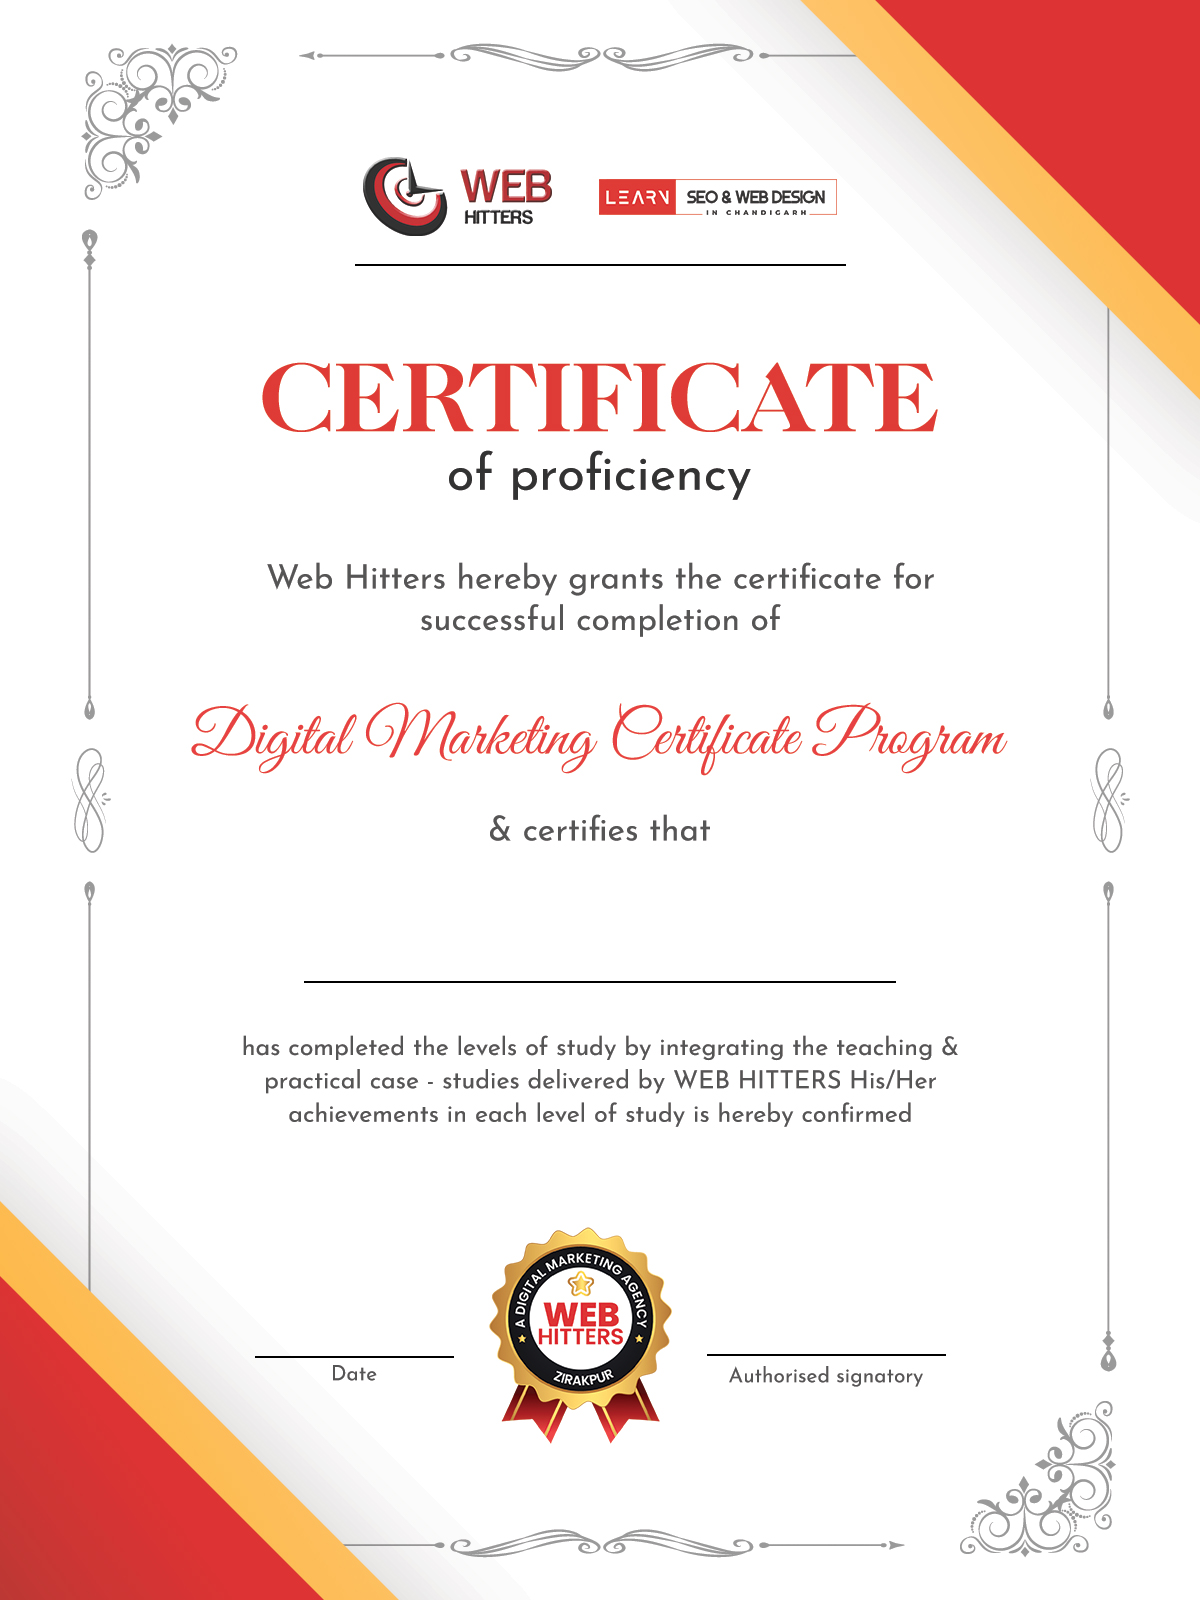 WEB
HITTERS
LEARN SEO & WEB DESIGN
IN CHANDIGARH
CERTIFICATE
of proficiency
Web Hitters hereby grants the certificate for
successful completion of
Digital Marketing Certificate Program
& certifies that
has completed the levels of study by integrating the teaching &
practical case - studies delivered by WEB HITTERS His/Her
achievements in each level of study is hereby confirmed
A DIGITAL MARKETING AGENCY
WEB
HITTERS
ZIRAKPUR
Date
Authorised signatory